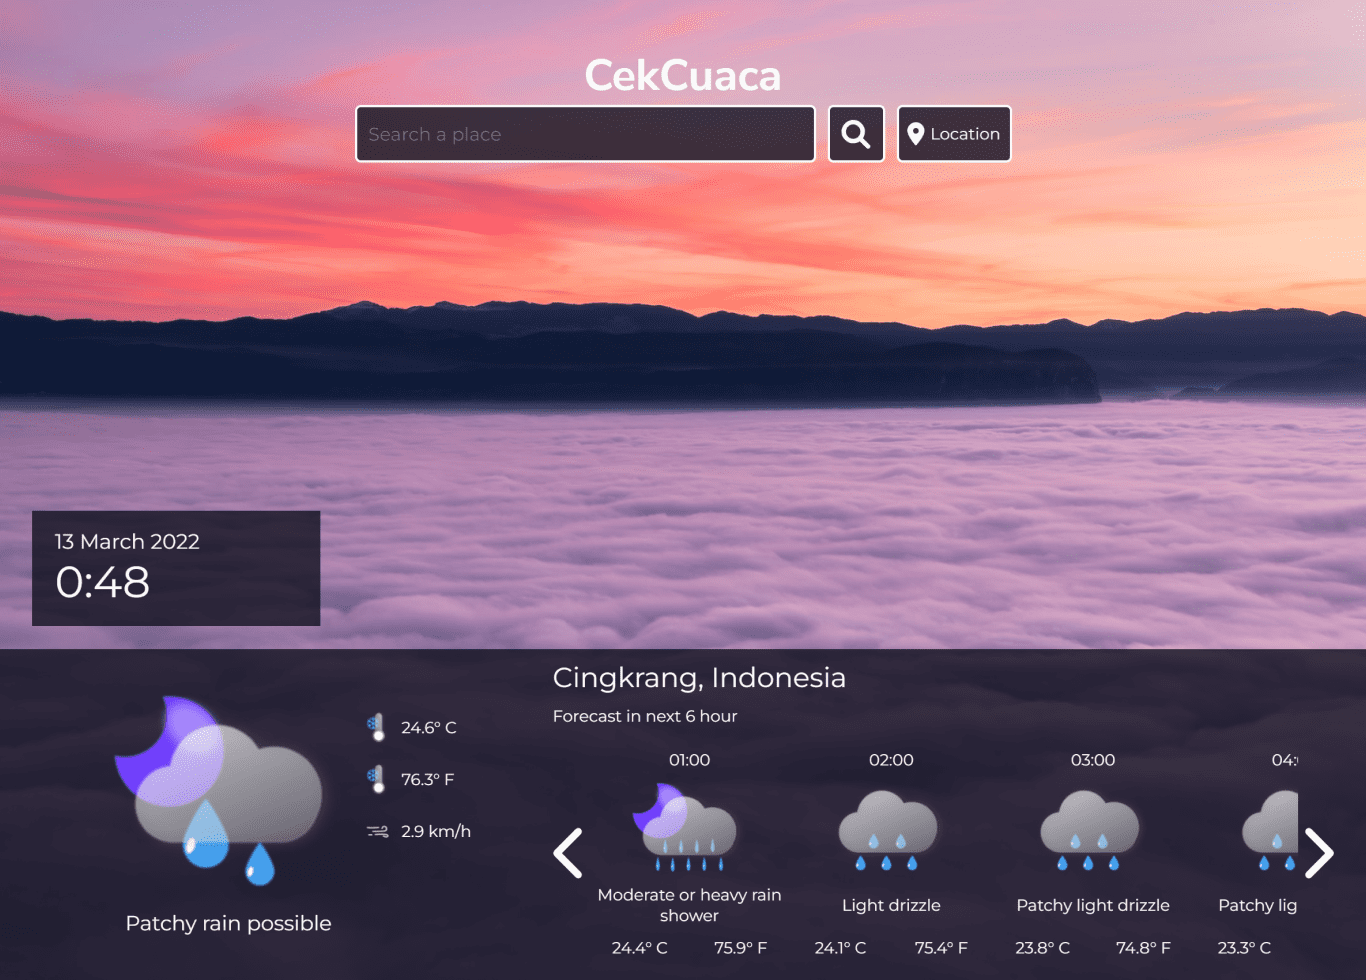 CekCuaca
Search a place
Location
13 March 2022
0:48
24.6° C
76.3° F
2.9 km/h
Patchy rain possible
Cingkrang, Indonesia
Forecast in next 6 hour
01:00
02:00
03:00
04:
Moderate or heavy rain
shower
Light drizzle
Patchy light drizzle
Patchy lig
24.4° C
75.9° F
24.1° C
75.4° F
23.8° C
74.8° F
23.3° C